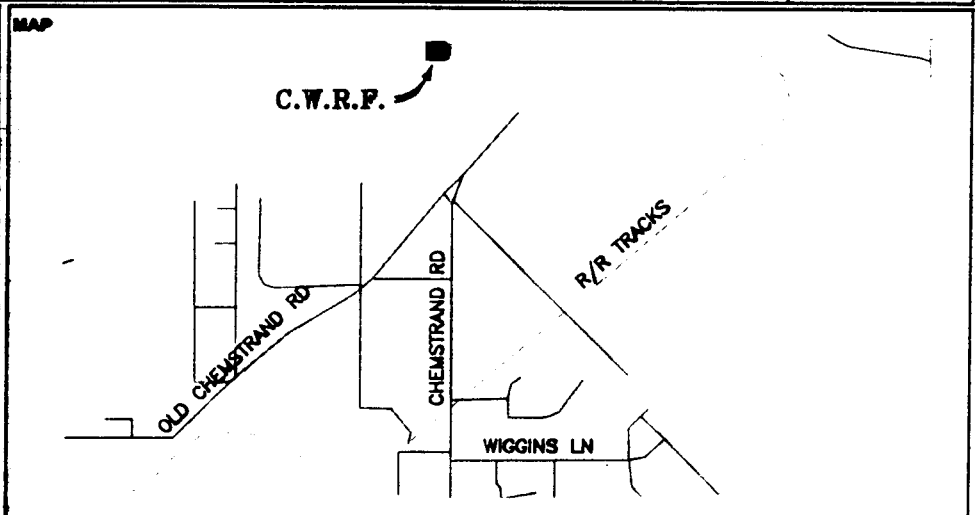 MAP
C.W.R.F.
R/R TRACKS
CHEMSTRAND RD
OLD CHEMSTRAND RD
WIGGINS LN